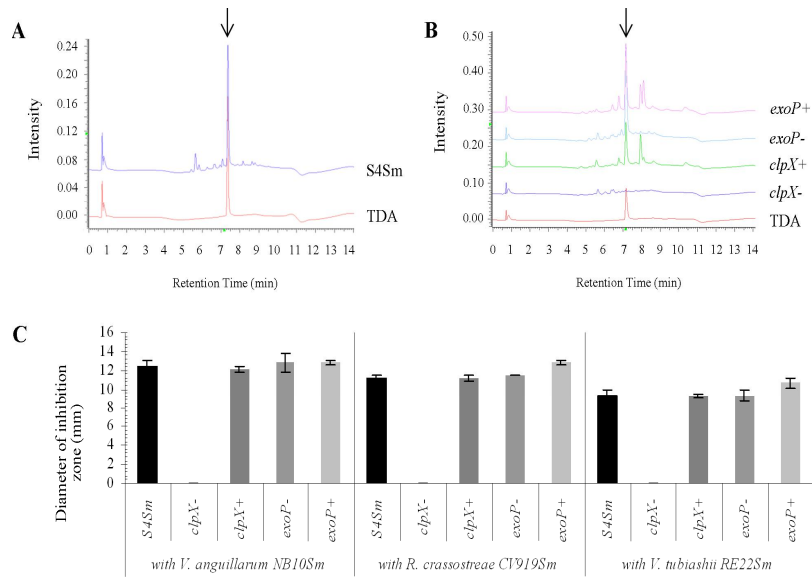 A
0.24
0.20
0.16
0.12
0.08
0.04
0.00
Intensity
S4Sm
TDA
0 1 2 3 4 5 6 7 8 9 10 11 12 13 14
Retention Time (min)
B
0.50
0.40
0.30
0.20
0.10
0.00
Intensity
exoP+
exoP-
clpX+
clpX-
TDA
0 1 2 3 4 5 6 7 8 9 10 11 12 13 14
Retention Time (min)
C
16
14
12
10
8
6
4
2
0
Diameter of inhibition
zone (mm)
S4Sm clpX- clpX+ exoP- exoP+ S4Sm clpX- clpX+ exoP- exoP+ S4Sm clpX- clpX+ exoP- exoP+
with V. anguillarum NB10Sm with R. crassostreae CV919Sm with V. tubiashii RE22Sm